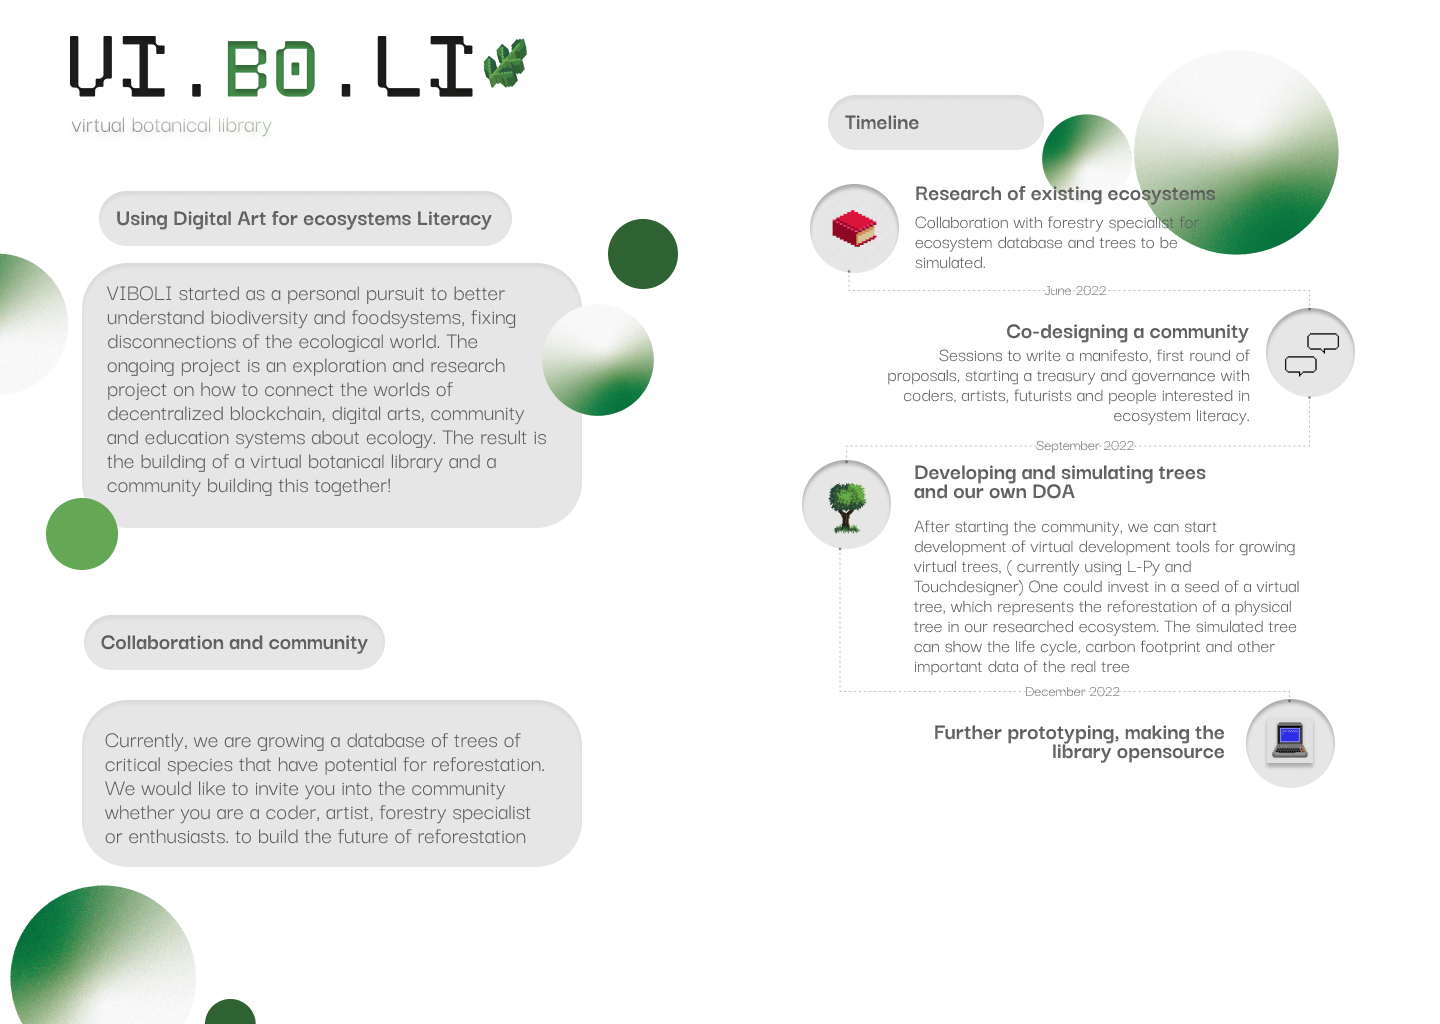 VI.BO.LI
virtual botanical library
Using Digital Art for ecosystems Literacy
VIBOLI started as a personal pursuit to better
understand biodiversity and foodsystems, fixing
disconnections of the ecological world. The
ongoing project is an exploration and research
project on how to connect the worlds of
decentralized blockchain, digital arts, community
and education systems about ecology. The result is
the building of a virtual botanical library and a
community building this together!
Collaboration and community
Currently, we are growing a database of trees of
critical species that have potential for reforestation.
We would like to invite you into the community
whether you are a coder, artist, forestry specialist
or enthusiasts. to build the future of reforestation
Timeline
Research of existing ecosystems
Collaboration with forestry specialist for
ecosystem database and trees to be
simulated.
June 2022
Co-designing a community
Sessions to write a manifesto, first round of
proposals, starting a treasury and governance with
coders, artists, futurists and people interested in
ecosystem literacy.
September 2022
Developing and simulating trees
and our own DOA
After starting the community, we can start
development of virtual development tools for growing
virtual trees, ( currently using L-Py and
Touchdesigner) One could invest in a seed of a virtual
tree, which represents the reforestation of a physical
tree in our researched ecosystem. The simulated tree
can show the life cycle, carbon footprint and other
important data of the real tree
December 2022
Further prototyping, making the
library opensource